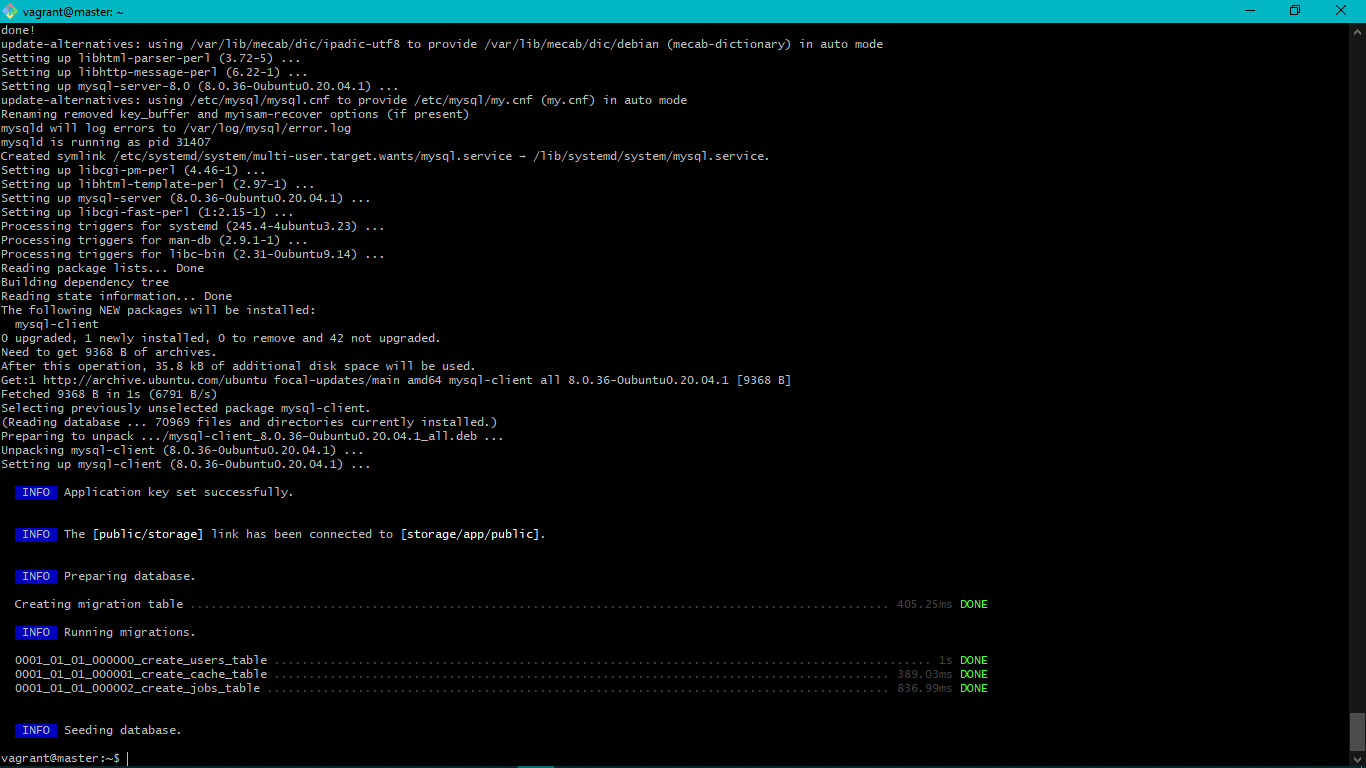 vagrant@master: ~
done!
update-alternatives: using /var/lib/mecab/dic/ipadic-utf8 to provide /var/lib/mecab/dic/debian (mecab-dictionary) in auto mode
Setting up libhtml-parser-perl (3.72-5) ...
Setting up libhttp-message-perl (6.22-1) ...
Setting up mysql-server-8.0 (8.0.36-0ubuntu0.20.04.1) ...
update-alternatives: using /etc/mysql/mysql.cnf to provide /etc/mysql/my.cnf (my.cnf) in auto mode
Renaming removed key_buffer and myisam-recover options (if present)
mysqld will log errors to /var/log/mysql/error.log
mysqld is running as pid 31407
Created symlink /etc/systemd/system/multi-user.target.wants/mysql.service → /lib/systemd/system/mysql.service.
Setting up libcgi-pm-perl (4.46-1) ...
Setting up libhtml-template-perl (2.97-1) ...
Setting up mysql-server (8.0.36-0ubuntu0.20.04.1) ...
Setting up libcgi-fast-perl (1:2.15-1) ...
Processing triggers for systemd (245.4-4ubuntu3.23) ...
Processing triggers for man-db (2.9.1-1) ...
Processing triggers for libc-bin (2.31-0ubuntu9.14) ...
Reading package lists... Done
Building dependency tree
Reading state information... Done
The following NEW packages will be installed:
  mysql-client
0 upgraded, 1 newly installed, 0 to remove and 42 not upgraded.
Need to get 9368 B of archives.
After this operation, 35.8 kB of additional disk space will be used.
Get:1 http://archive.ubuntu.com/ubuntu focal-updates/main amd64 mysql-client all 8.0.36-0ubuntu0.20.04.1 [9368 B]
Fetched 9368 B in 1s (6791 B/s)
Selecting previously unselected package mysql-client.
(Reading database ... 70969 files and directories currently installed.)
Preparing to unpack .../mysql-client_8.0.36-0ubuntu0.20.04.1_all.deb ...
Unpacking mysql-client (8.0.36-0ubuntu0.20.04.1) ...
Setting up mysql-client (8.0.36-0ubuntu0.20.04.1) ...
INFO Application key set successfully.
INFO The [public/storage] link has been connected to [storage/app/public].
INFO Preparing database.
Creating migration table .................................................................................................... 405.25ms DONE
INFO Running migrations.
0001_01_01_000000_create_users_table .............................................................................................. 1s DONE
0001_01_01_000001_create_cache_table ........................................................................................ 389.03ms DONE
0001_01_01_000002_create_jobs_table ......................................................................................... 836.99ms DONE
INFO Seeding database.
vagrant@master:~$